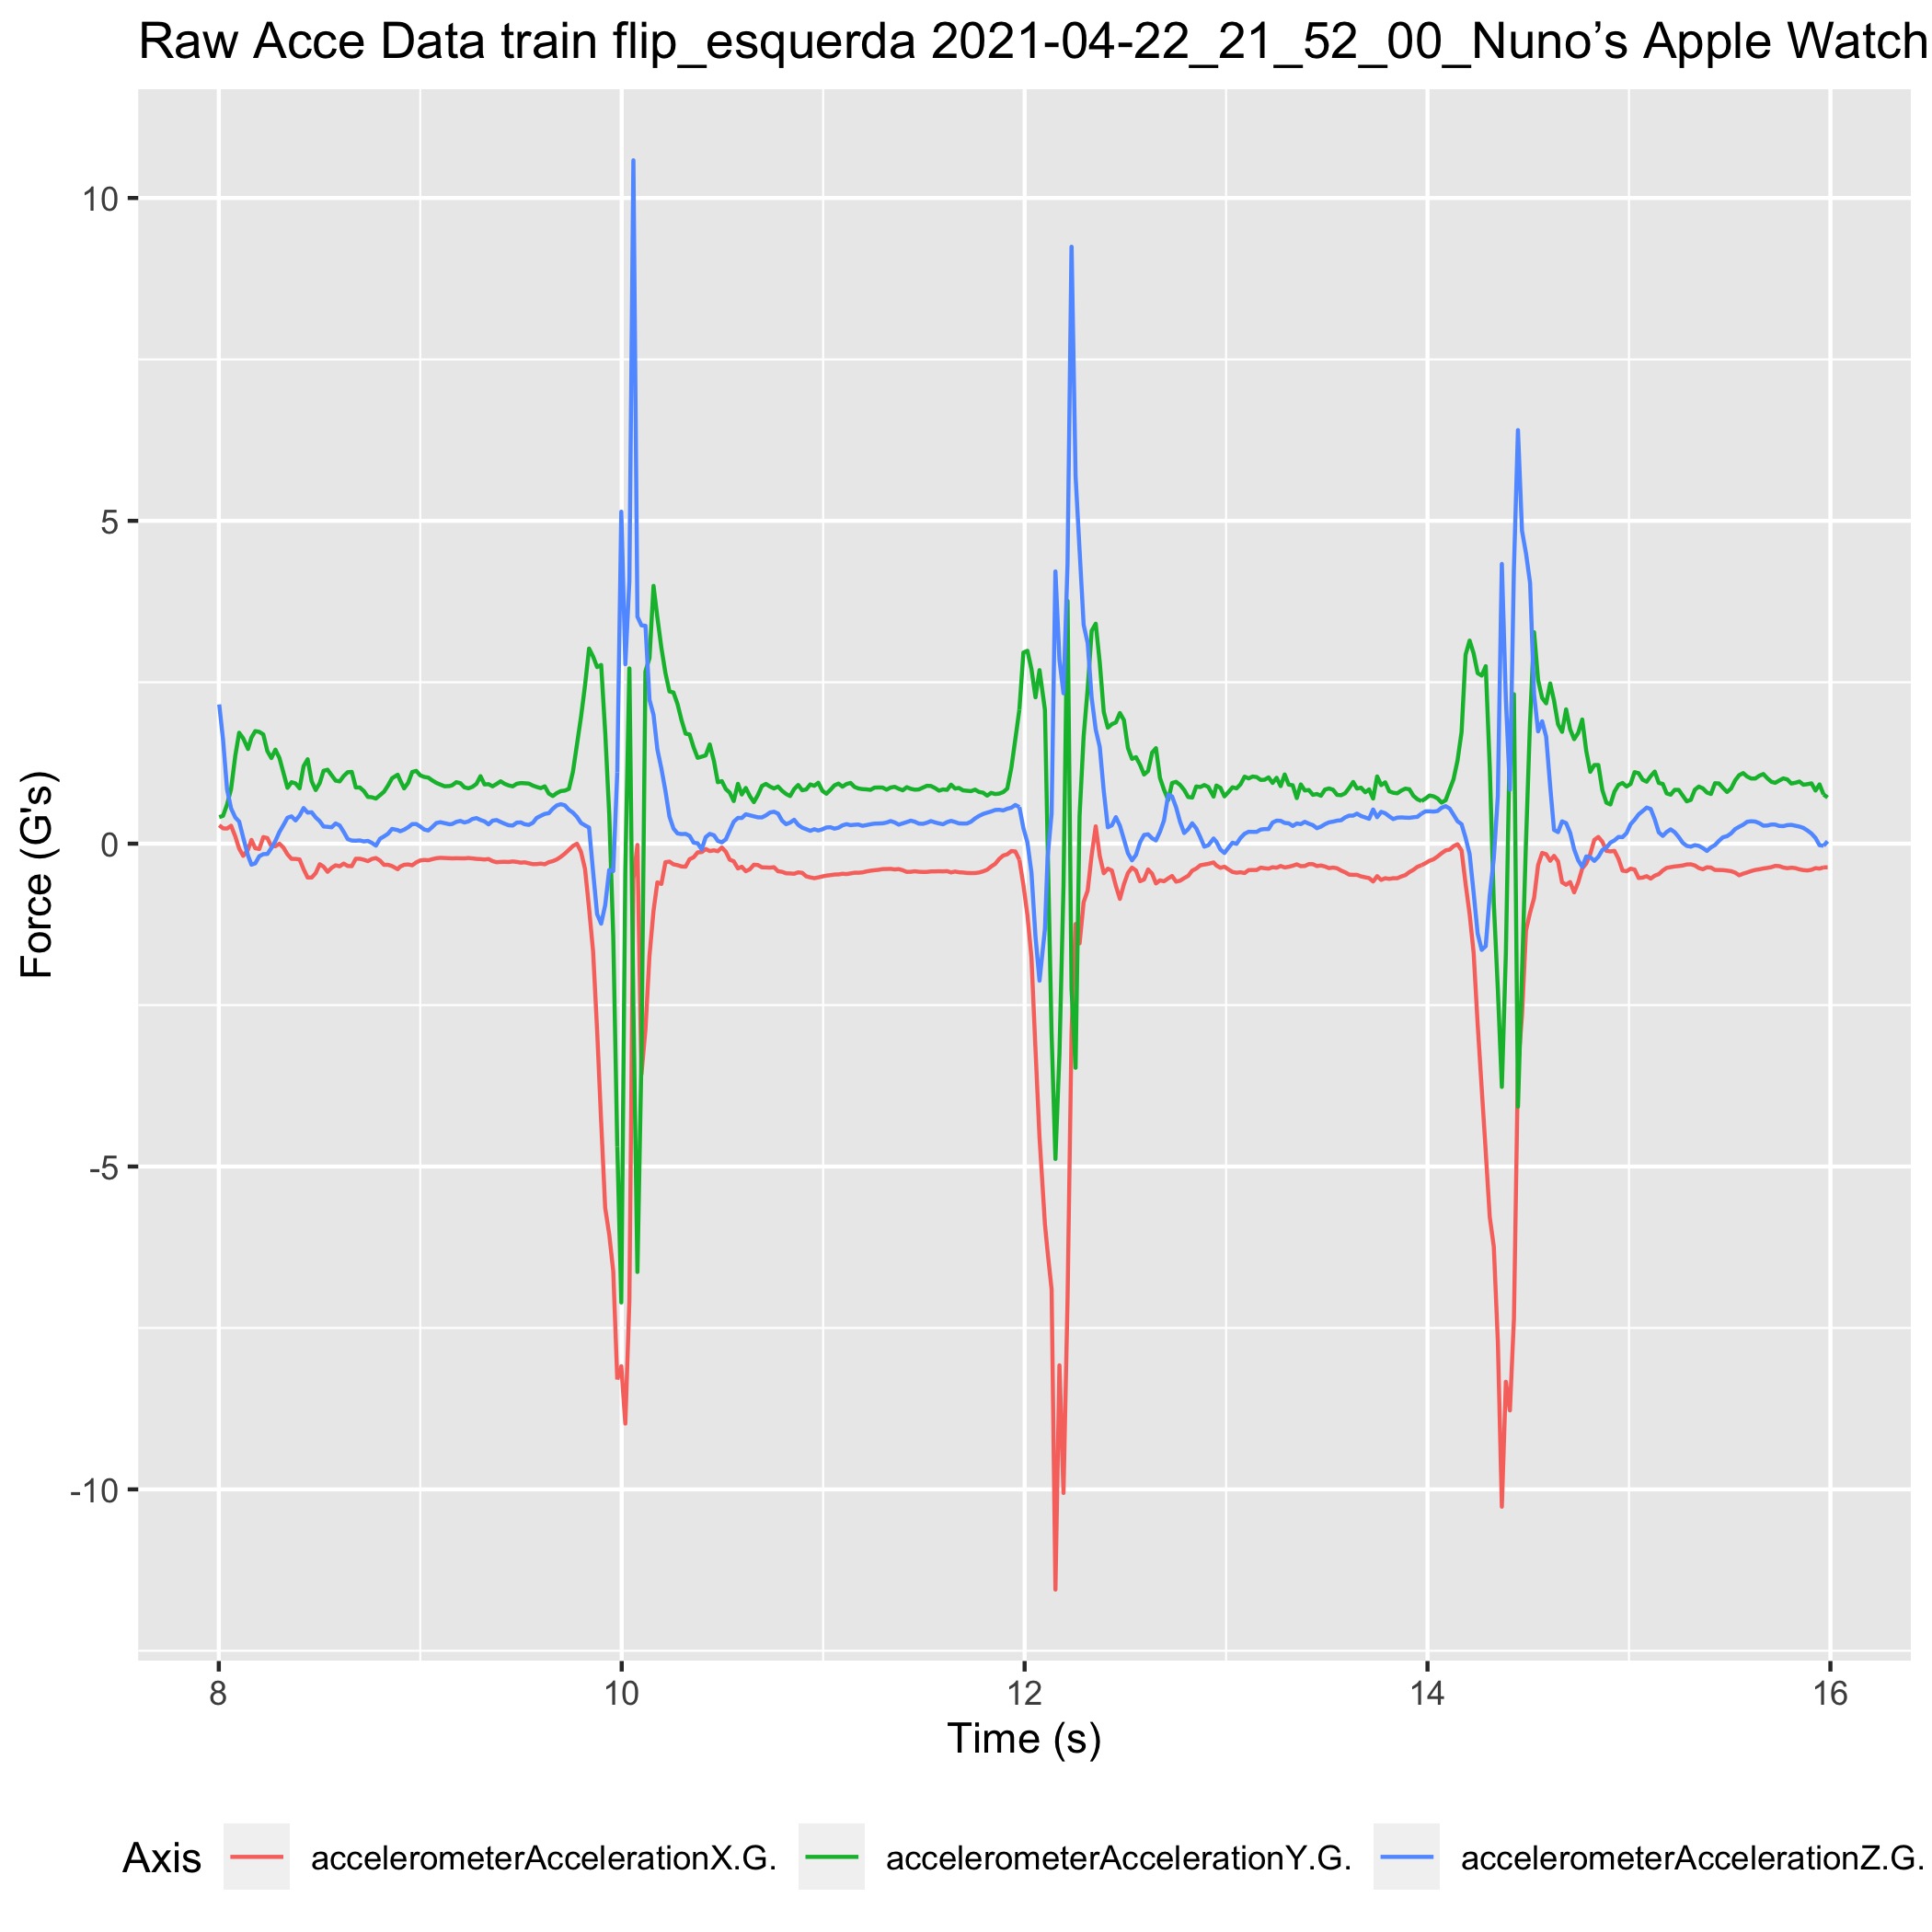 Raw Acce Data train flip_esquerda 2021-04-22_21_52_00_Nuno’s Apple Watch
10
5
0
-5
-10
Force (G's)
8 10 12 14 16
Time (s)
Axis accelerometerAccelerationX.G. accelerometerAccelerationY.G. accelerometerAccelerationZ.G.